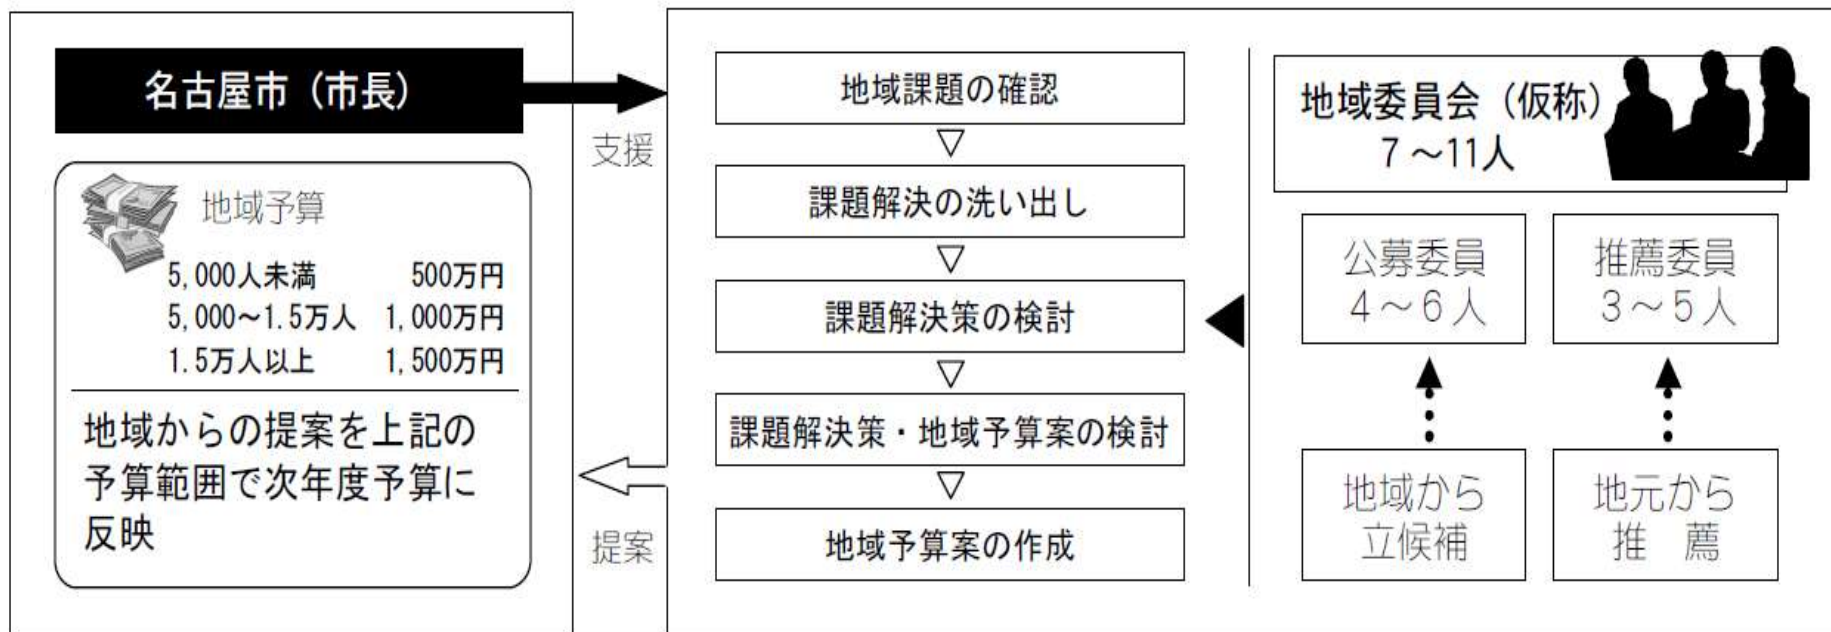 名古屋市（市長）
支援
地域予算
5,000人未満　500万円
5,000～1.5万人　1,000万円
1.5万人以上　1,500万円
地域からの提案を上記の
予算範囲で次年度予算に
反映
提案
地域課題の確認
▽
課題解決の洗い出し
▽
課題解決策の検討
▽
課題解決策・地域予算案の検討
▽
地域予算案の作成
地域委員会（仮称）
７～11人
公募委員
４～６人
推薦委員
３～５人
地域から
立候補
地元から
推　薦